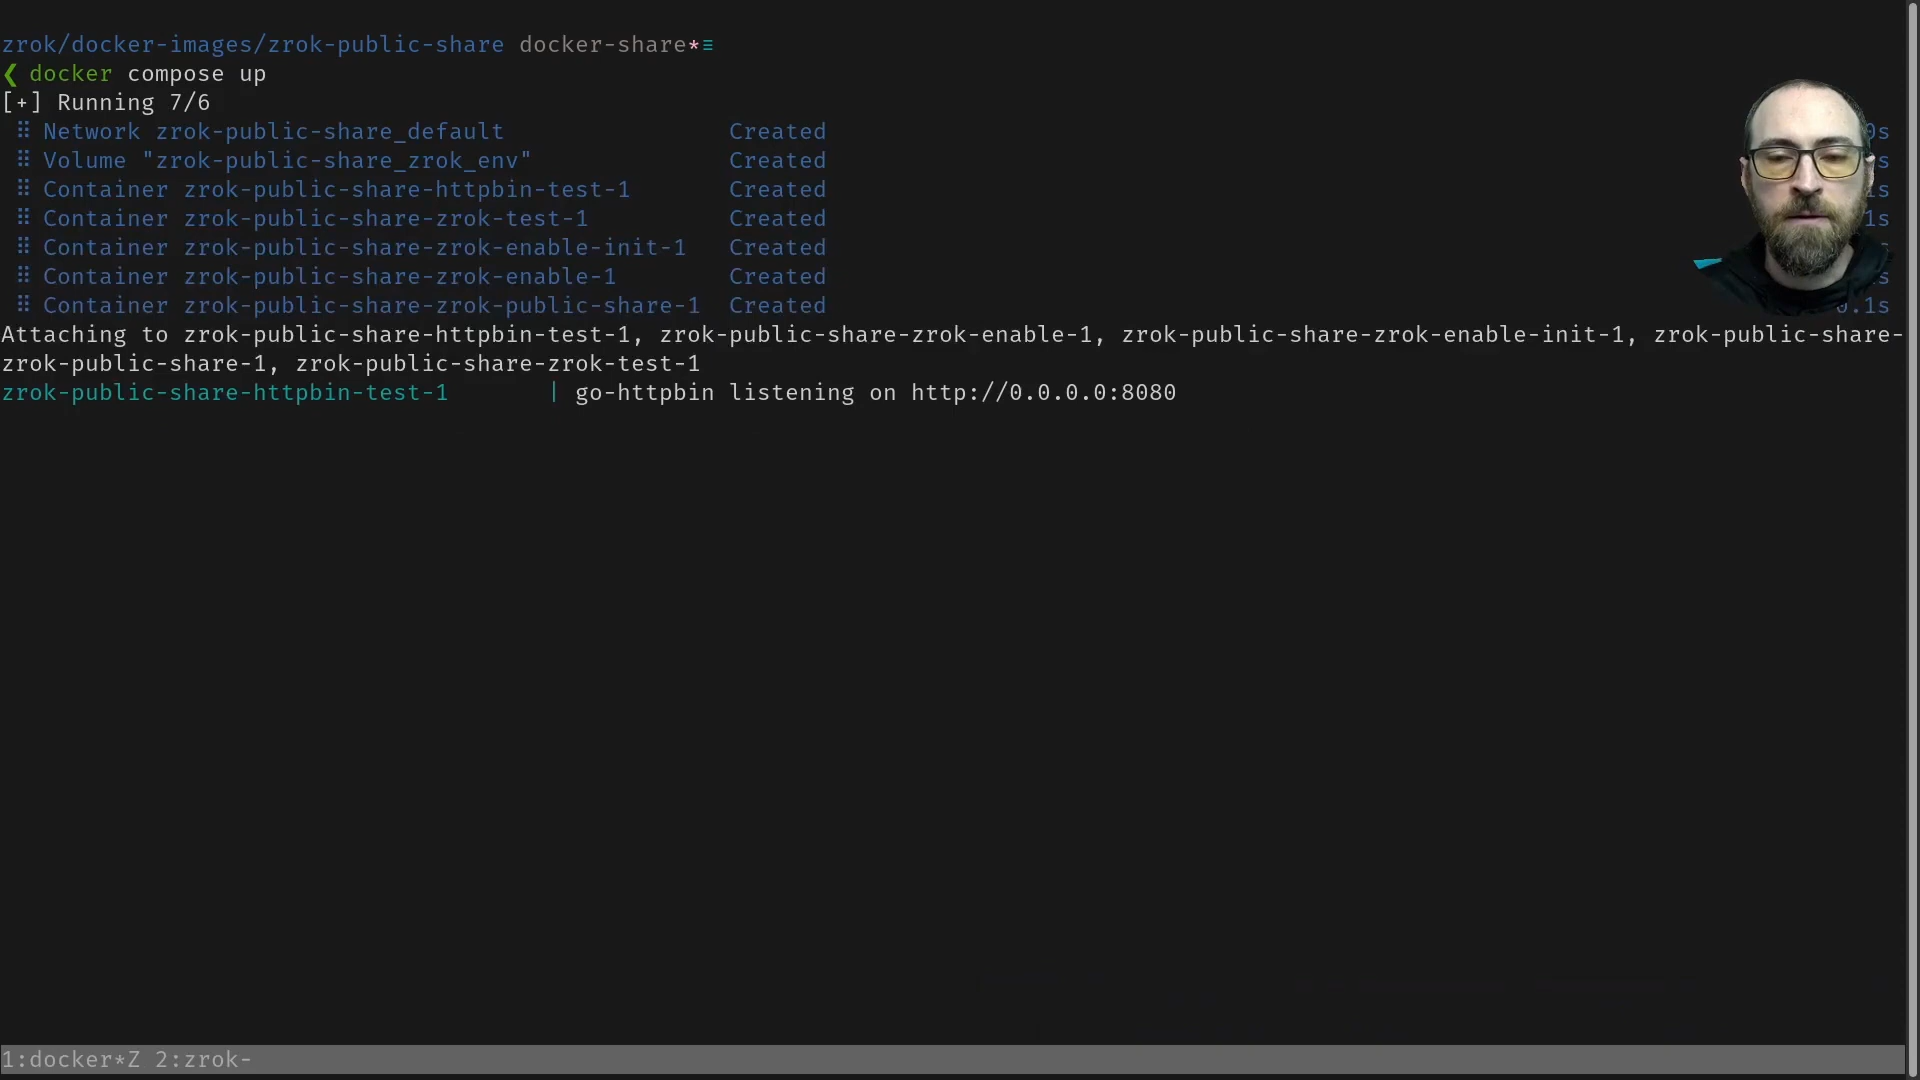 zrok/docker-images/zrok-public-share docker-share*≡
❮ docker compose up
[+] Running 7/6
⠿ Network zrok-public-share_default Created 0s
⠿ Volume "zrok-public-share_zrok_env" Created s
⠿ Container zrok-public-share-httpbin-test-1 Created 1s
⠿ Container zrok-public-share-zrok-test-1 Created 1s
⠿ Container zrok-public-share-zrok-enable-init-1 Created s
⠿ Container zrok-public-share-zrok-enable-1 Created s
⠿ Container zrok-public-share-zrok-public-share-1 Created 0.1s
Attaching to zrok-public-share-httpbin-test-1, zrok-public-share-zrok-enable-1, zrok-public-share-zrok-enable-init-1, zrok-public-share-
zrok-public-share-1, zrok-public-share-zrok-test-1
zrok-public-share-httpbin-test-1 | go-httpbin listening on http://0.0.0.0:8080
1:docker*Z 2:zrok-